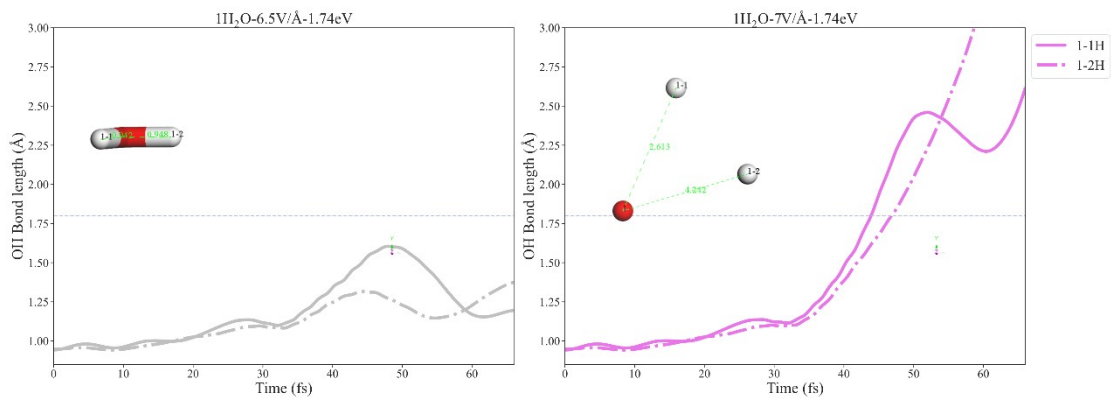 1H₂O-6.5V/Å-1.74eV
OH Bond length (Å)
3.00
2.75
2.50
2.25
2.00
1.75
1.50
1.25
1.00
0 10 20 30 40 50 60
Time (fs)
1-1
1-2
1H₂O-7V/Å-1.74eV
OH Bond length (Å)
3.00
2.75
2.50
2.25
2.00
1.75
1.50
1.25
1.00
0 10 20 30 40 50 60
Time (fs)
1-1
2.613
1-2
4.242
1-1H
1-2H